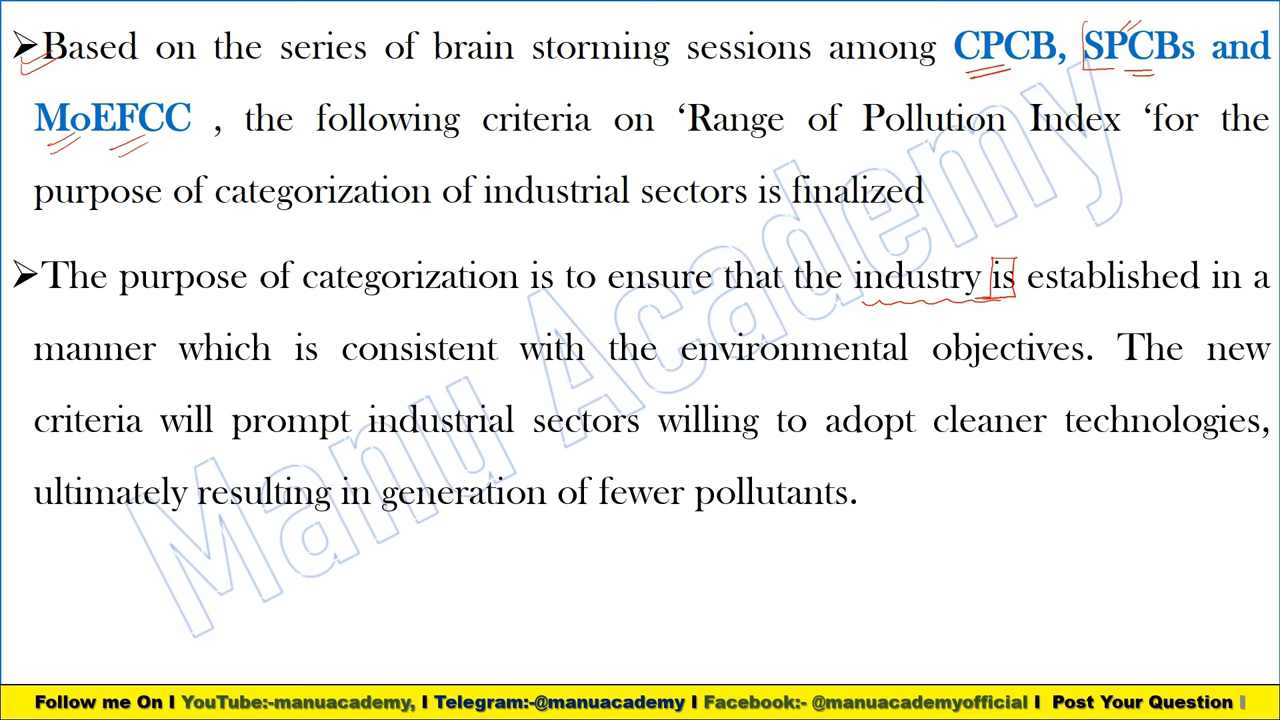 ➤Based on the series of brain storming sessions among CPCB, SPCBs and
MoEFCC , the following criteria on ‘Range of Pollution Index ‘for the
purpose of categorization of industrial sectors is finalized
➤The purpose of categorization is to ensure that the industry is established in a
manner which is consistent with the environmental objectives. The new
criteria will prompt industrial sectors willing to adopt cleaner technologies,
ultimately resulting in generation of fewer pollutants.
Manu Academy
Follow me On I YouTube:-manuacademy, I Telegram:-@manuacademy I Facebook:- @manuacademyofficial I Post Your Question I